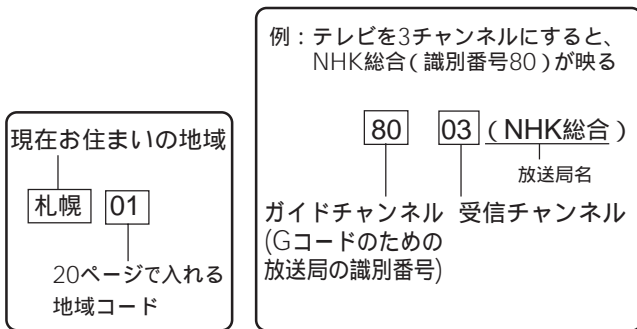 現在お住まいの地域
札幌 01
20ページで入れる
地域コード
例：テレビを3チャンネルにすると、
NHK総合(識別番号80)が映る
80 03 (NHK総合)
放送局名
ガイドチャンネル 受信チャンネル
(Gコードのための
放送局の識別番号)